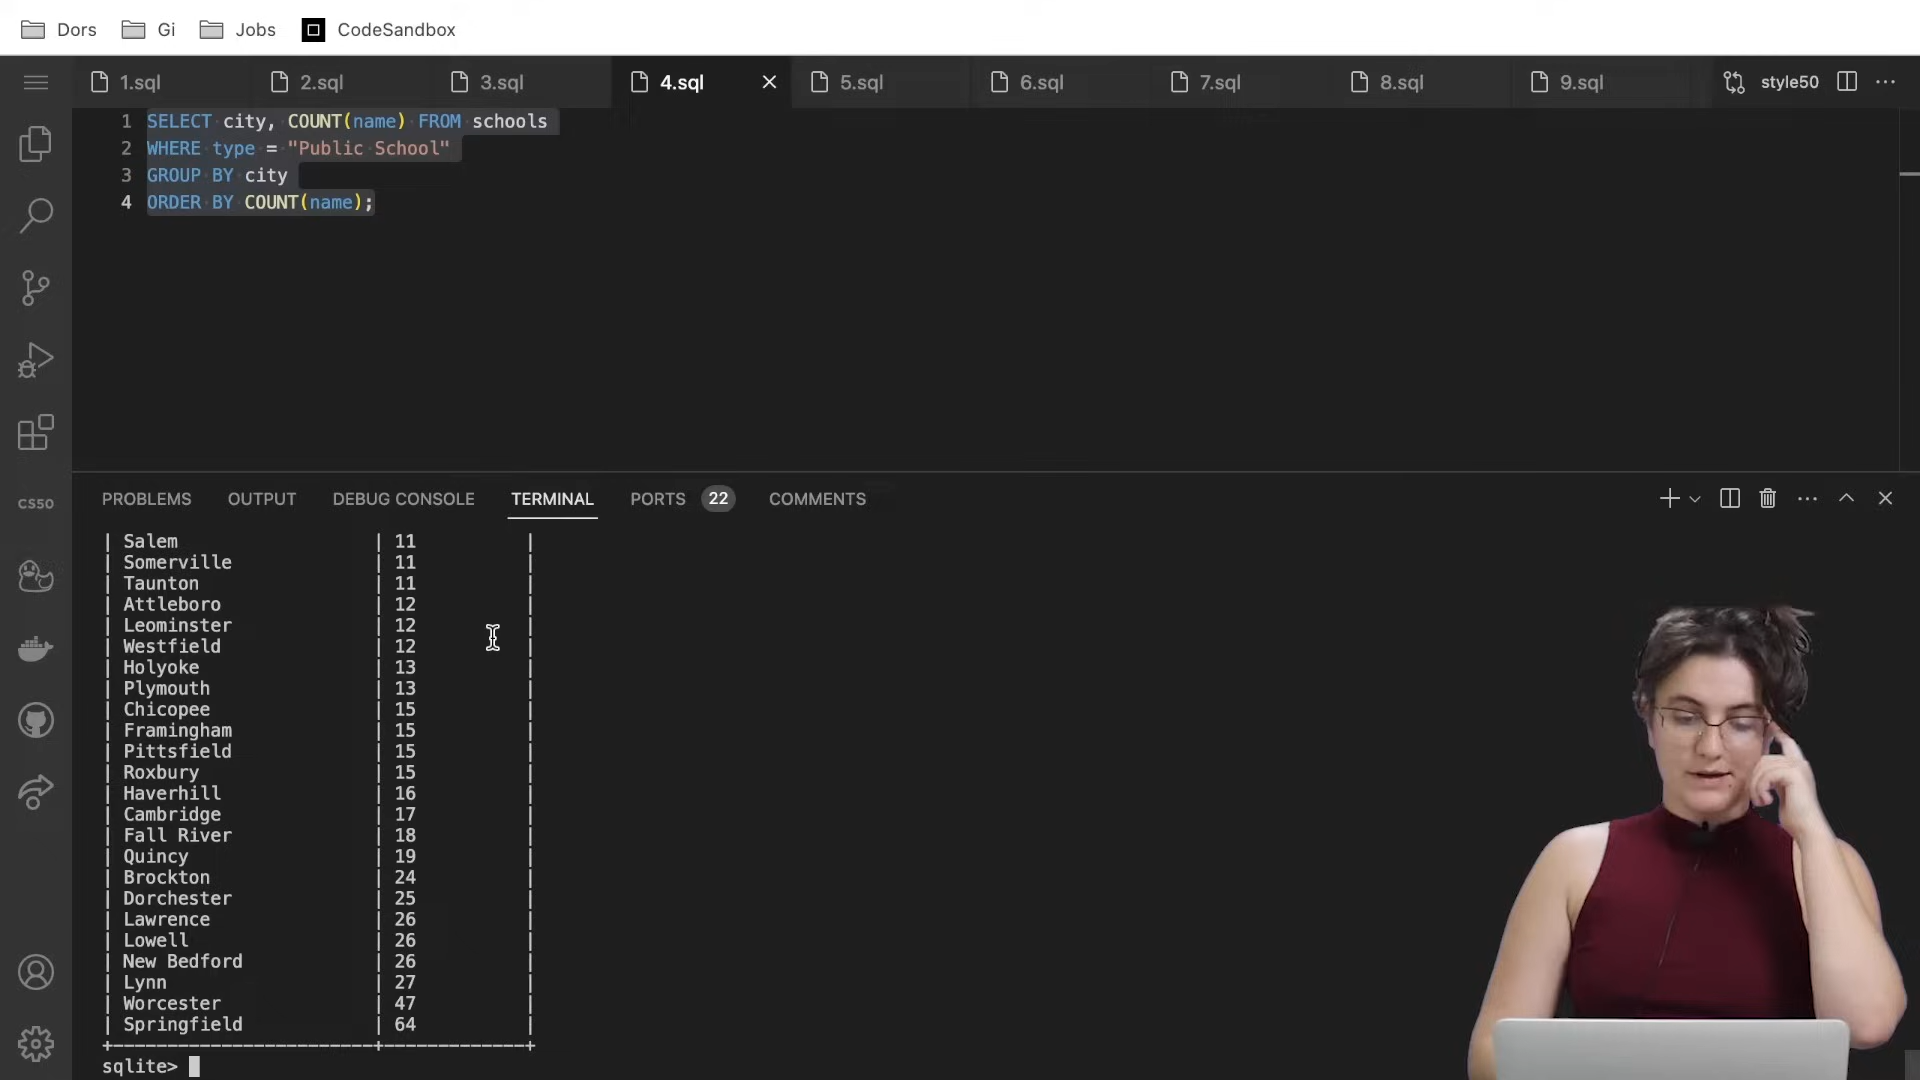 Dors Gi Jobs CodeSandbox
1.sql 2.sql 3.sql 4.sql 5.sql 6.sql 7.sql 8.sql 9.sql style50
1 SELECT city, COUNT(name) FROM schools
2 WHERE type = "Public School"
3 GROUP BY city
4 ORDER BY COUNT(name);
CS50
PROBLEMS OUTPUT DEBUG CONSOLE TERMINAL PORTS 22 COMMENTS
| Salem | 11 |
| Somerville | 11 |
| Taunton | 11 |
| Attleboro | 12 |
| Leominster | 12 |
| Westfield | 12 |
| Holyoke | 13 |
| Plymouth | 13 |
| Chicopee | 15 |
| Framingham | 15 |
| Pittsfield | 15 |
| Roxbury | 15 |
| Haverhill | 16 |
| Cambridge | 17 |
| Fall River | 18 |
| Quincy | 19 |
| Brockton | 24 |
| Dorchester | 25 |
| Lawrence | 26 |
| Lowell | 26 |
| New Bedford | 26 |
| Lynn | 27 |
| Worcester | 47 |
| Springfield | 64 |
sqlite>